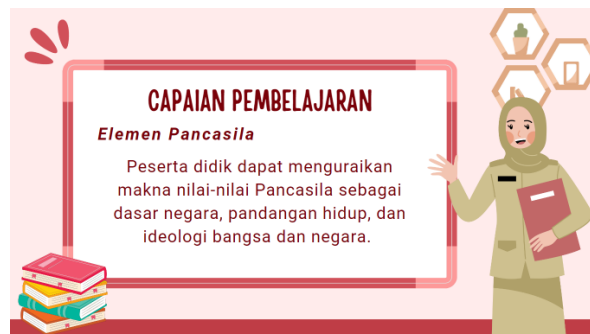 CAPAIAN PEMBELAJARAN
Elemen Pancasila
Peserta didik dapat menguraikan
makna nilai-nilai Pancasila sebagai
dasar negara, pandangan hidup, dan
ideologi bangsa dan negara.